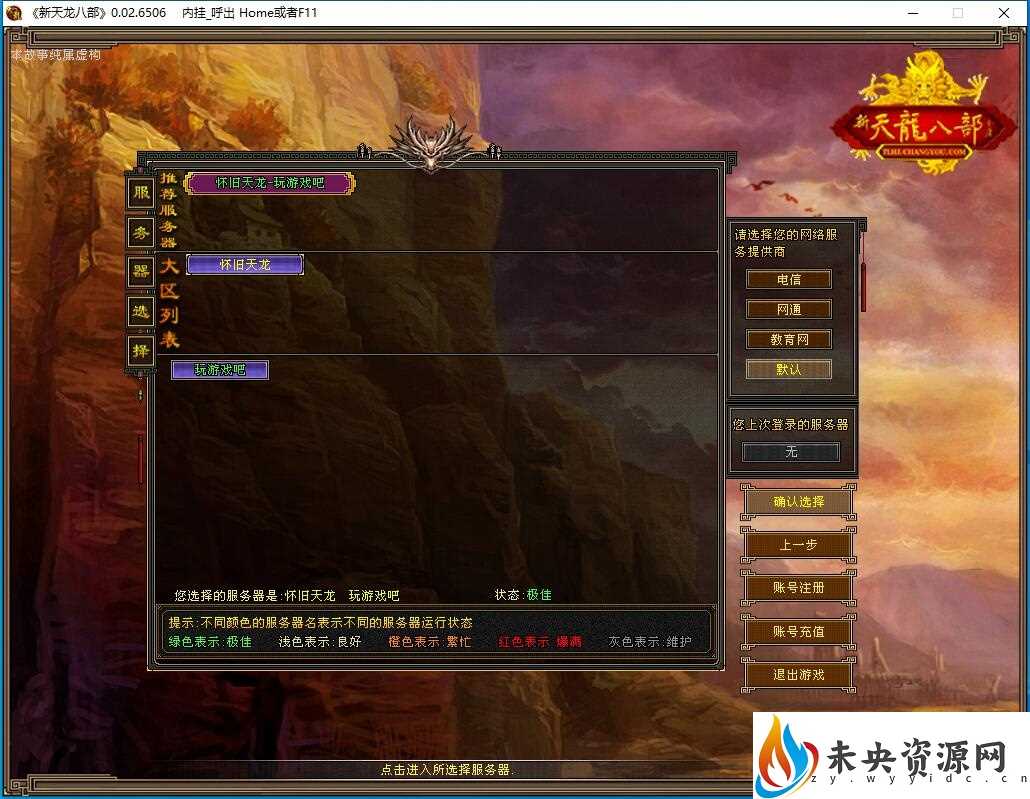 《新天龙八部》0.02.6506 内挂_呼出 Home或者F11
本故事纯属虚构
新天龍八部
TLBB.CHANGYOU.COM
服务器选择
推荐服务器
怀旧天龙-玩游戏吧
大区列表
怀旧天龙
玩游戏吧
请选择您的网络服
务提供商
电信
网通
教育网
默认
您上次登录的服务器
无
确认选择
上一步
账号注册
账号充值
退出游戏
您选择的服务器是:怀旧天龙 玩游戏吧 状态:极佳
提示:不同颜色的服务器名表示不同的服务器运行状态
绿色表示:极佳 浅色表示:良好 橙色表示:繁忙 红色表示 爆满 灰色表示:维护
点击进入所选择服务器.
未央资源网
zy.wyyidc.cn